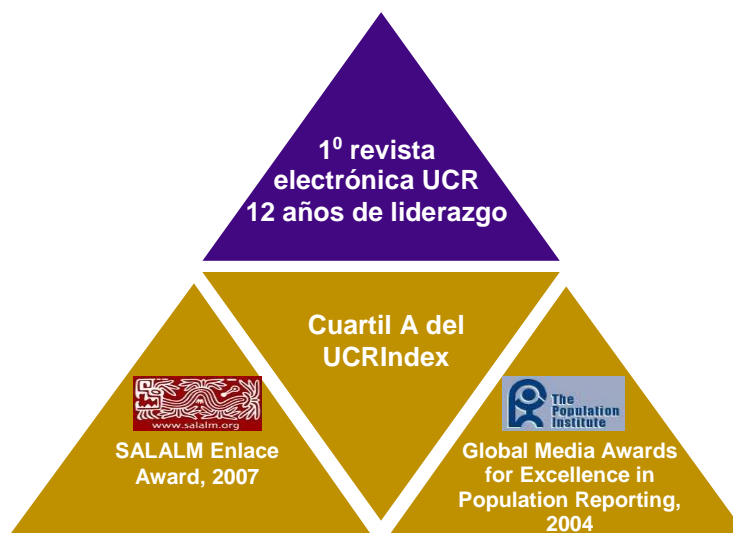 1⁰ revista
electrónica UCR
12 años de liderazgo
Cuartil A del
UCRIndex
www.salalm.org
SALALM Enlace
Award, 2007
The
Population
Institute
Global Media Awards
for Excellence in
Population Reporting,
2004